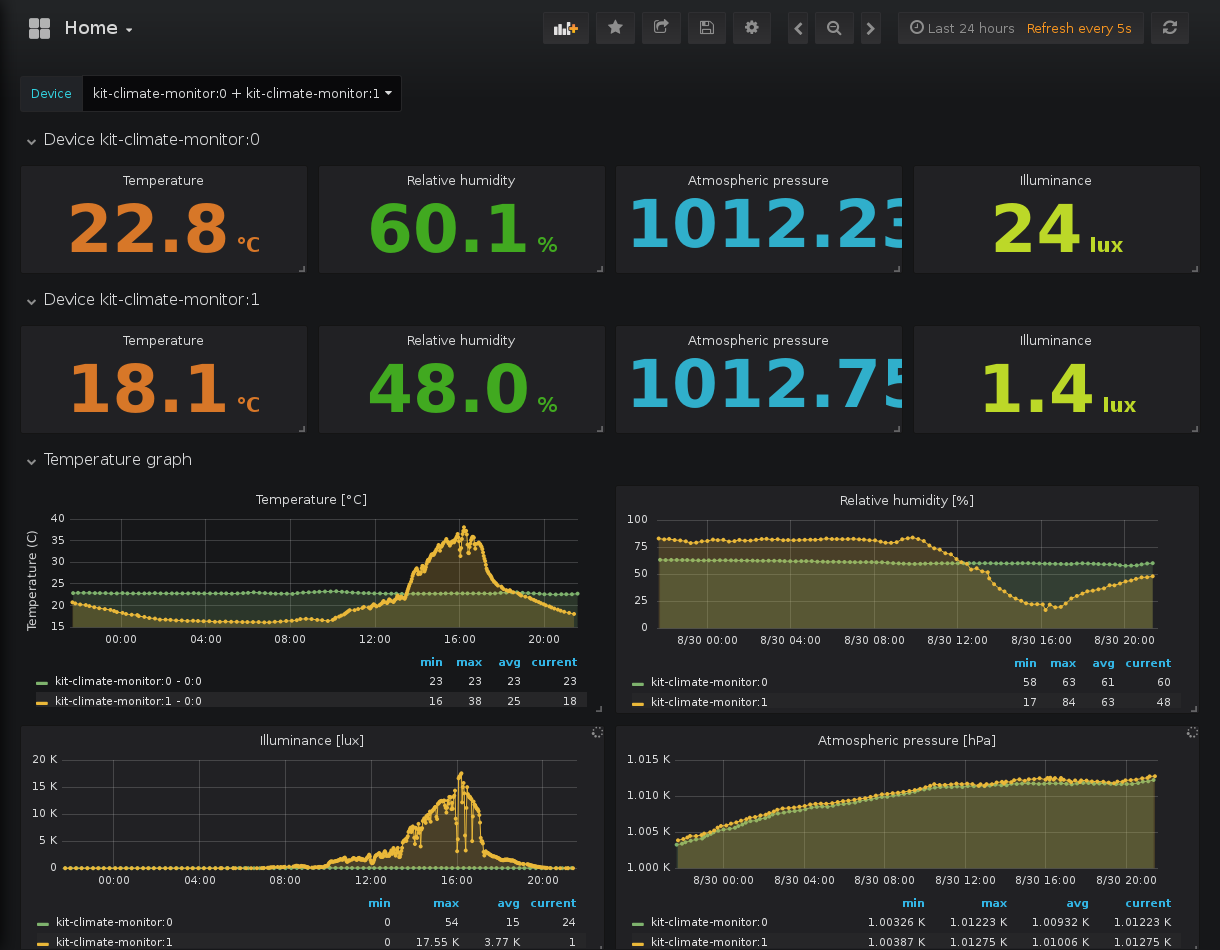 Home
Last 24 hours Refresh every 5s
Device kit-climate-monitor:0 + kit-climate-monitor:1
Device kit-climate-monitor:0
Temperature Relative humidity Atmospheric pressure Illuminance
22.8 °C 60.1 % 1012.23 24 lux
Device kit-climate-monitor:1
Temperature Relative humidity Atmospheric pressure Illuminance
18.1 °C 48.0 % 1012.75 1.4 lux
Temperature graph
Temperature [°C]
Temperature (C)
40
35
30
25
20
15
00:00 04:00 08:00 12:00 16:00 20:00
min max avg current
kit-climate-monitor:0 - 0:0 23 23 23 23
kit-climate-monitor:1 - 0:0 16 38 25 18
Relative humidity [%]
100
75
50
25
0
8/30 00:00 8/30 04:00 8/30 08:00 8/30 12:00 8/30 16:00 8/30 20:00
min max avg current
kit-climate-monitor:0 58 63 61 60
kit-climate-monitor:1 17 84 63 48
Illuminance [lux]
20 K
15 K
10 K
5 K
0
00:00 04:00 08:00 12:00 16:00 20:00
min max avg current
kit-climate-monitor:0 0 54 15 24
kit-climate-monitor:1 0 17.55 K 3.77 K 1
Atmospheric pressure [hPa]
1.015 K
1.010 K
1.005 K
1.000 K
8/30 00:00 8/30 04:00 8/30 08:00 8/30 12:00 8/30 16:00 8/30 20:00
min max avg current
kit-climate-monitor:0 1.00326 K 1.01223 K 1.00932 K 1.01223 K
kit-climate-monitor:1 1.00387 K 1.01275 K 1.01006 K 1.01275 K